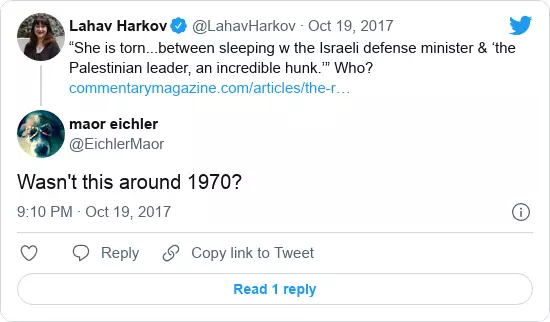 Lahav Harkov @LahavHarkov · Oct 19, 2017
“She is torn...between sleeping w the Israeli defense minister & ‘the
Palestinian leader, an incredible hunk.’” Who?
commentarymagazine.com/articles/the-r…
maor eichler
@EichlerMaor
Wasn't this around 1970?
9:10 PM · Oct 19, 2017
Reply
Copy link to Tweet
Read 1 reply